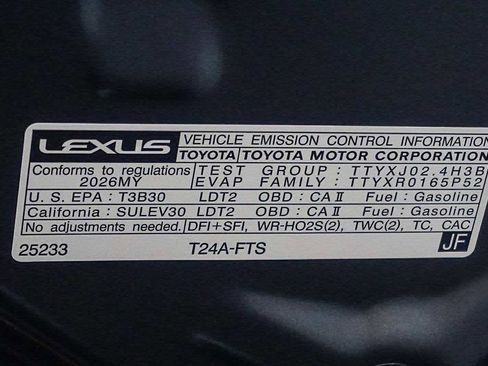 LEXUS
VEHICLE EMISSION CONTROL INFORMATION
TOYOTA TOYOTA MOTOR CORPORATION
Conforms to regulations
2026MY
TEST GROUP : TTYXJ02.4H3B
EVAP FAMILY : TTYXR0165P52
U. S. EPA : T3B30 LDT2 OBD : CA II Fuel : Gasoline
California : SULEV30 LDT2 OBD : CA II Fuel : Gasoline
No adjustments needed. DFI+SFI, WR-HO2S(2), TWC(2), TC, CAC
25233 T24A-FTS JF